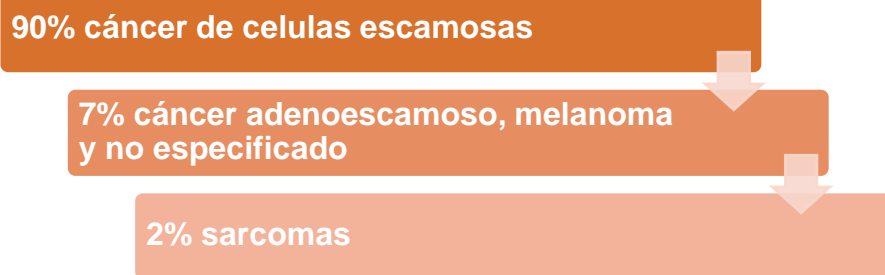 90% cáncer de celulas escamosas
7% cáncer adenoescamoso, melanoma
y no especificado
2% sarcomas